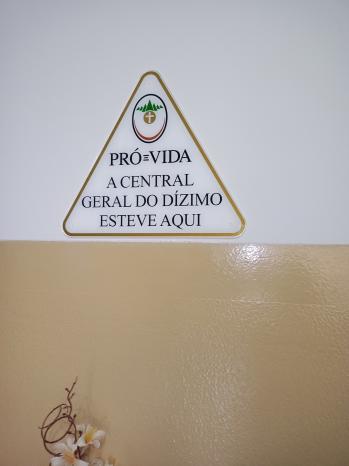 PRÓ≡VIDA
A CENTRAL
GERAL DO DÍZIMO
ESTEVE AQUI